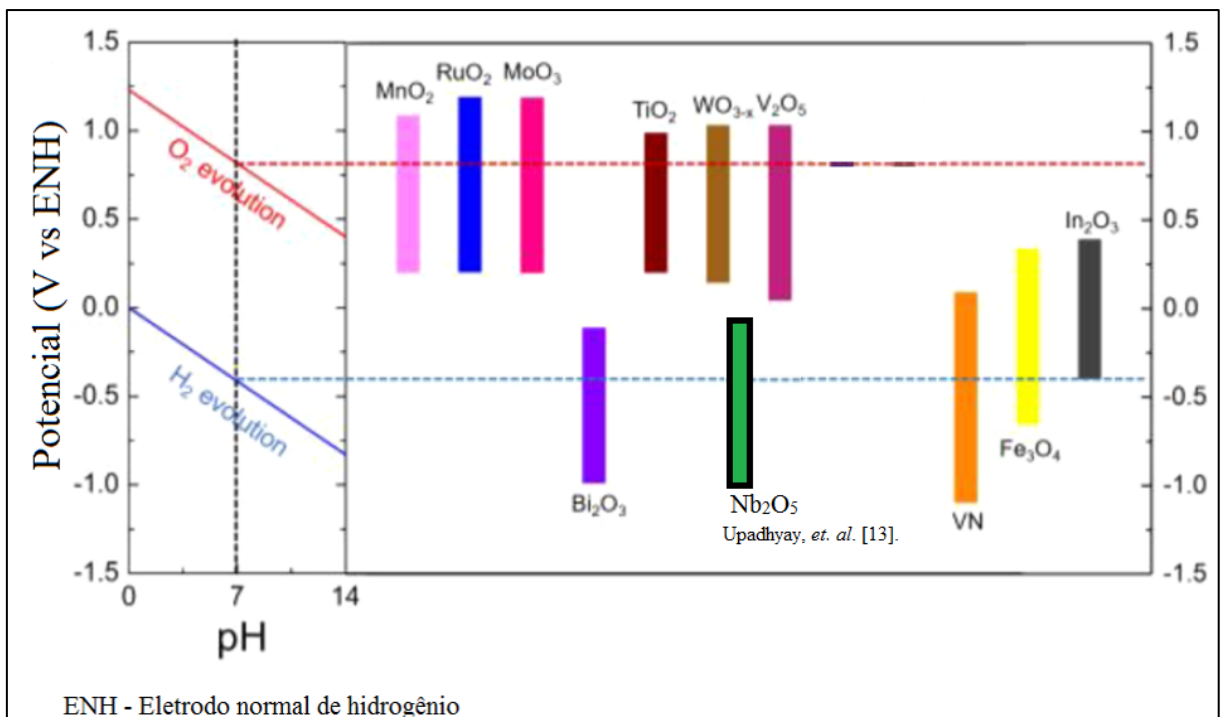 Potencial (V vs ENH)
1.5
1.0
0.5
0.0
-0.5
-1.0
-1.5
O2 evolution
H2 evolution
0 7 14
pH
MnO2
RuO2
MoO3
TiO2
WO3-x
V2O5
In2O3
Bi2O3
Nb2O5
Upadhyay, et. al. [13].
VN
Fe3O4
1.5
1.0
0.5
0.0
-0.5
-1.0
-1.5
ENH - Eletrodo normal de hidrogênio